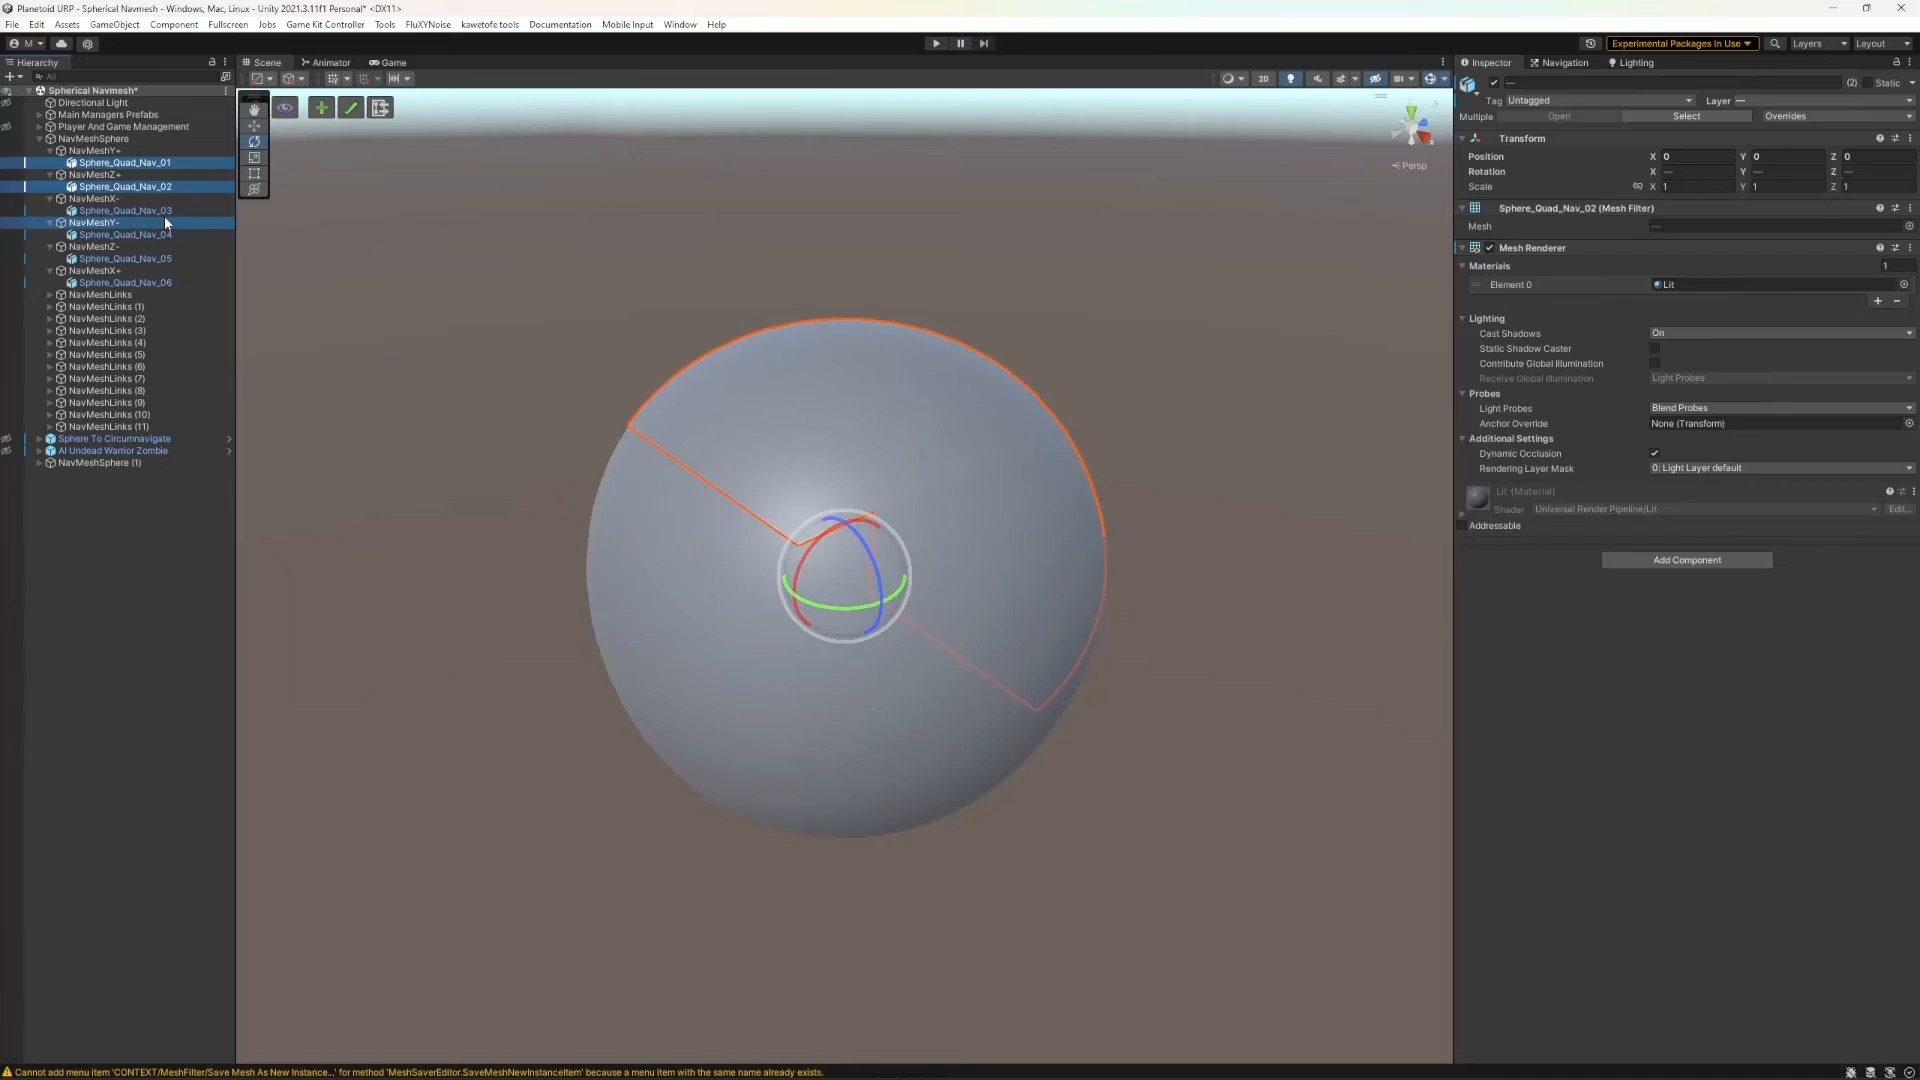 Planetoid URP - Spherical Navmesh - Windows, Mac, Linux - Unity 2021.3.11f1 Personal* <DX11>
File Edit Assets GameObject Component Fullscreen Jobs Game Kit Controller Tools FluXYNoise kawetofe tools Documentation Mobile Input Window Help
M Experimental Packages In Use Layers Layout
Hierarchy Scene Animator Game Inspector Navigation Lighting
All 2D
Spherical Navmesh*
Directional Light
Main Managers Prefabs
Player And Game Management
NavMeshSphere
NavMeshY+
Sphere_Quad_Nav_01
NavMeshZ+
Sphere_Quad_Nav_02
NavMeshX-
Sphere_Quad_Nav_03
NavMeshY-
Sphere_Quad_Nav_04
NavMeshZ-
Sphere_Quad_Nav_05
NavMeshX+
Sphere_Quad_Nav_06
NavMeshLinks
NavMeshLinks (1)
NavMeshLinks (2)
NavMeshLinks (3)
NavMeshLinks (4)
NavMeshLinks (5)
NavMeshLinks (6)
NavMeshLinks (7)
NavMeshLinks (8)
NavMeshLinks (9)
NavMeshLinks (10)
NavMeshLinks (11)
Sphere To Circumnavigate
AI Undead Warrior Zombie
NavMeshSphere (1)
x
Persp
— (2) Static
Tag Untagged Layer —
Multiple Open Select Overrides
Transform
Position X 0 Y 0 Z 0
Rotation X — Y — Z —
Scale X 1 Y 1 Z 1
Sphere_Quad_Nav_02 (Mesh Filter)
Mesh —
Mesh Renderer
Materials 1
Element 0 Lit
+ −
Lighting
Cast Shadows On
Static Shadow Caster
Contribute Global Illumination
Receive Global Illumination Light Probes
Probes
Light Probes Blend Probes
Anchor Override None (Transform)
Additional Settings
Dynamic Occlusion
Rendering Layer Mask 0: Light Layer default
Lit (Material)
Shader Universal Render Pipeline/Lit Edit...
Addressable
Add Component
Cannot add menu item 'CONTEXT/MeshFilter/Save Mesh As New Instance...' for method 'MeshSaverEditor.SaveMeshNewInstanceItem' because a menu item with the same name already exists.